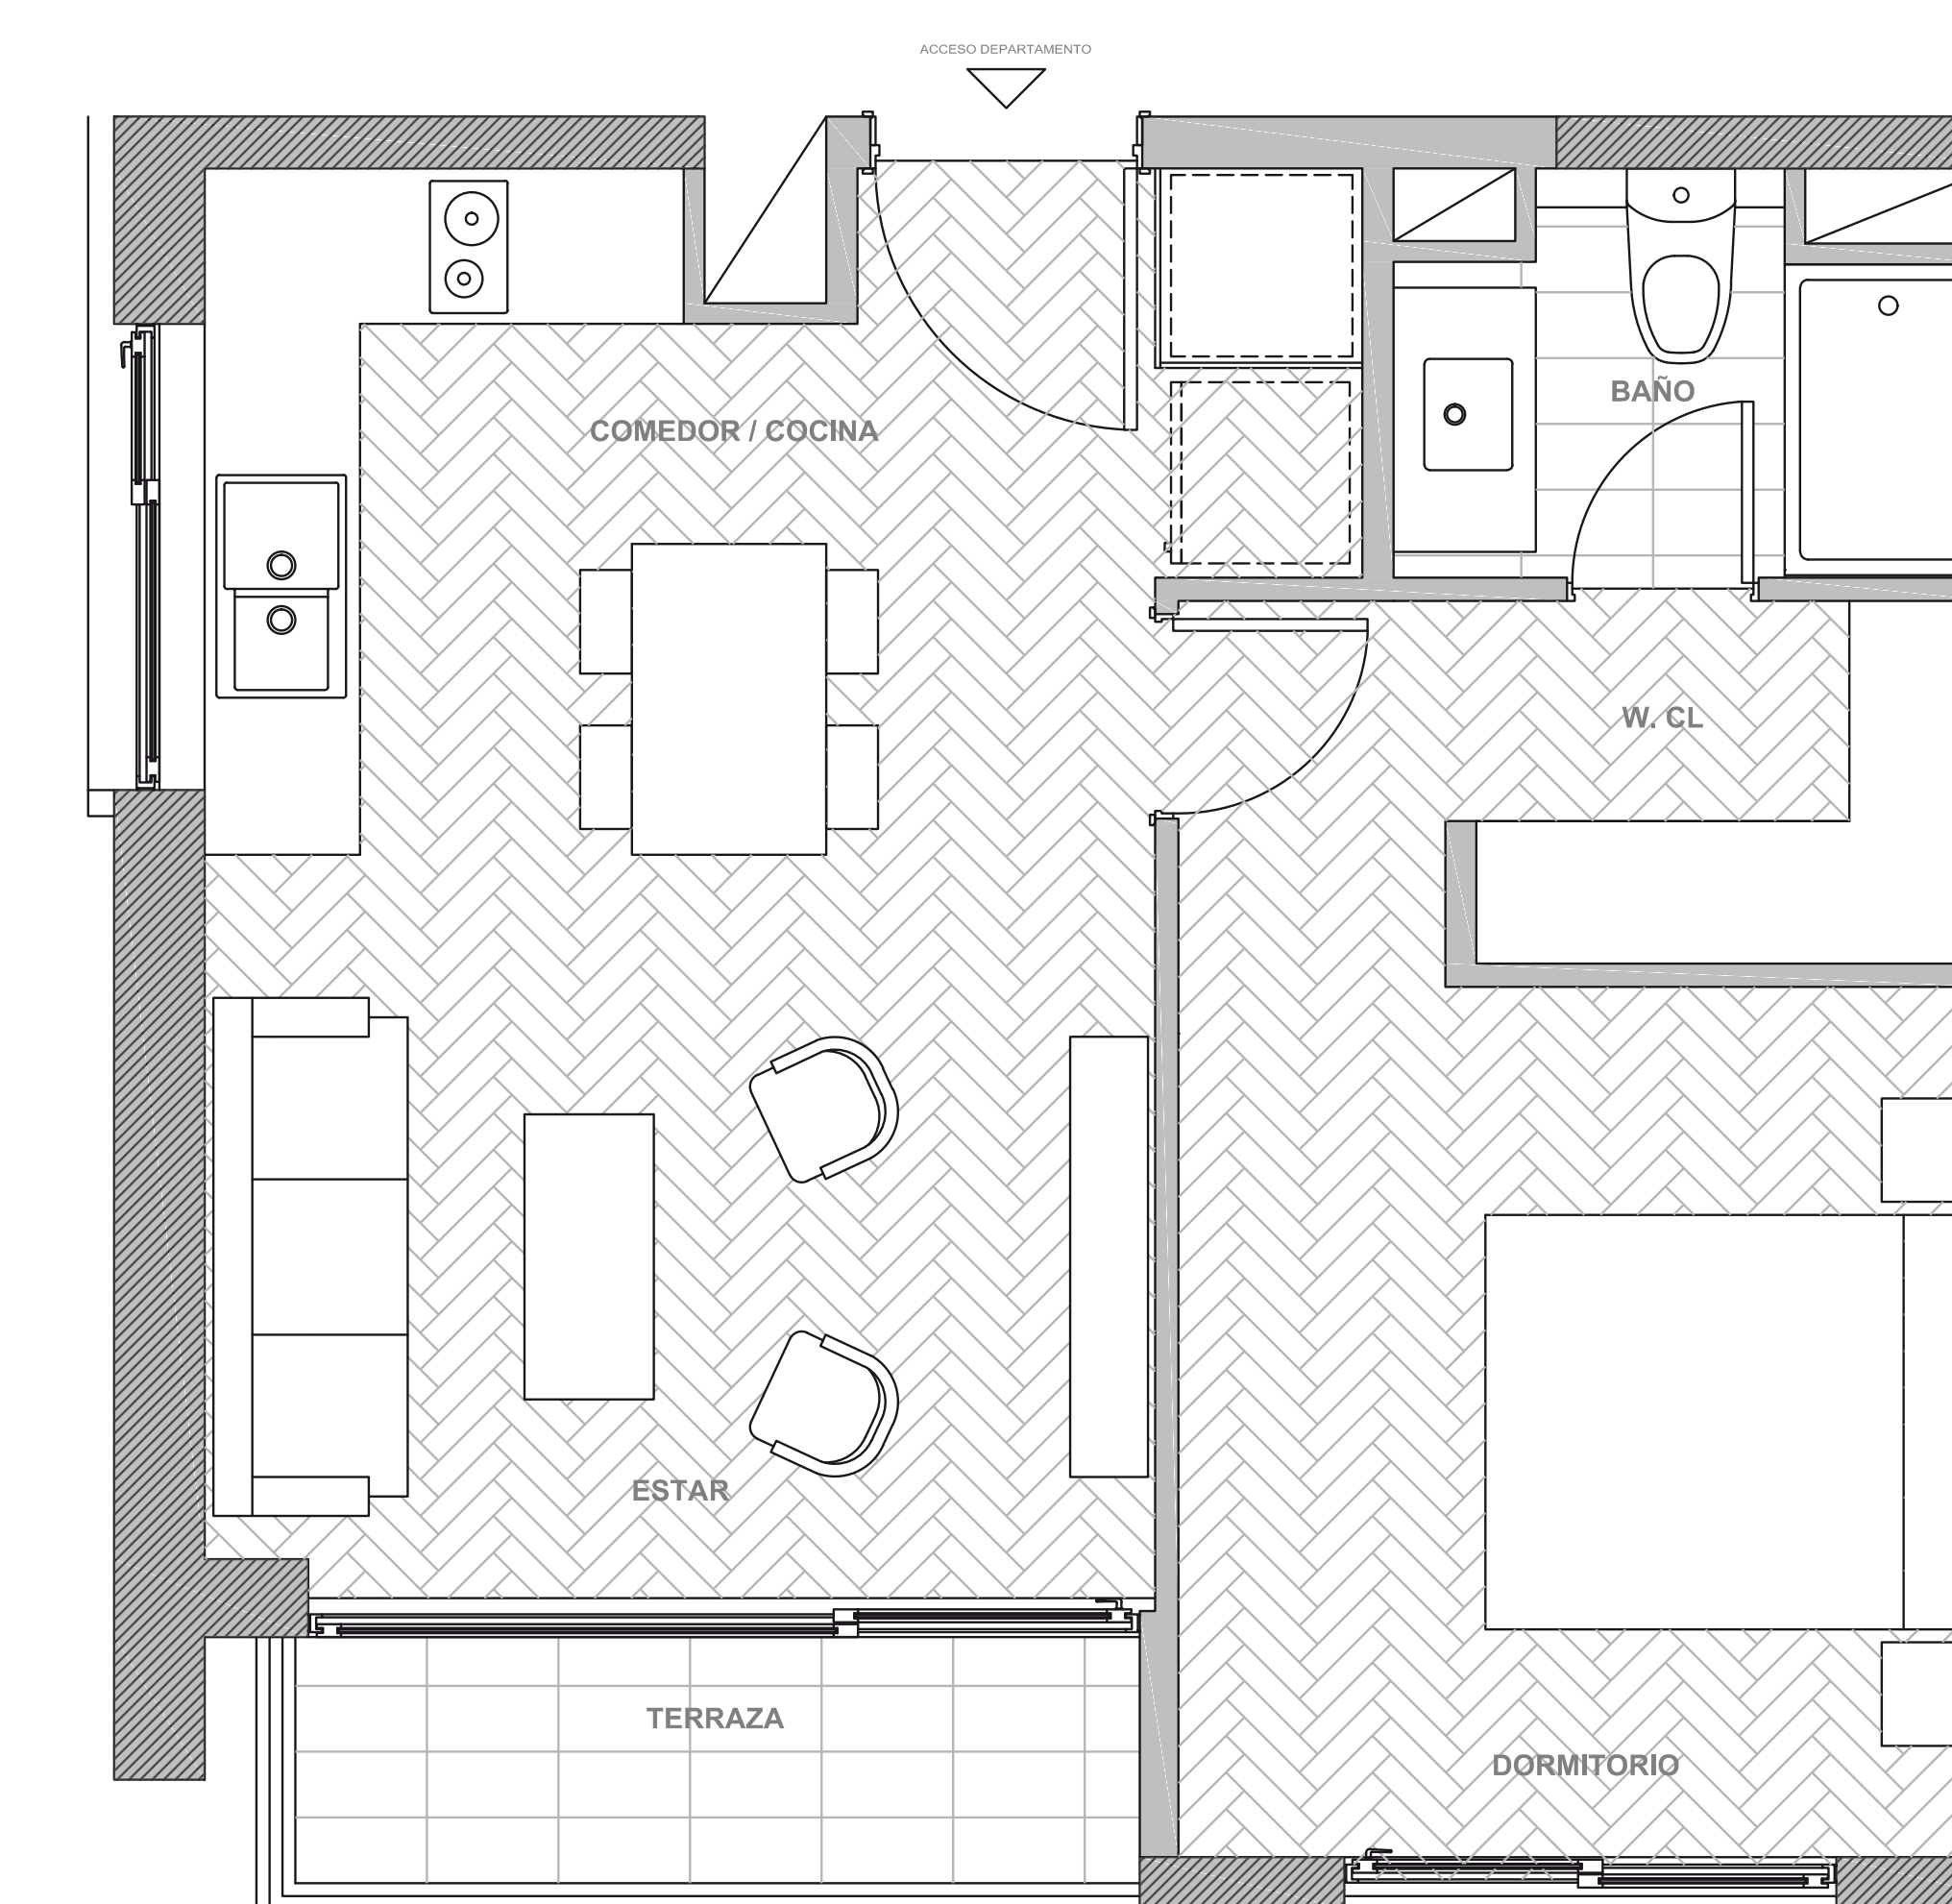 ACCESO DEPARTAMENTO
BAÑO
COMEDOR / COCINA
W. CL
ESTAR
TERRAZA
DORMITORIO